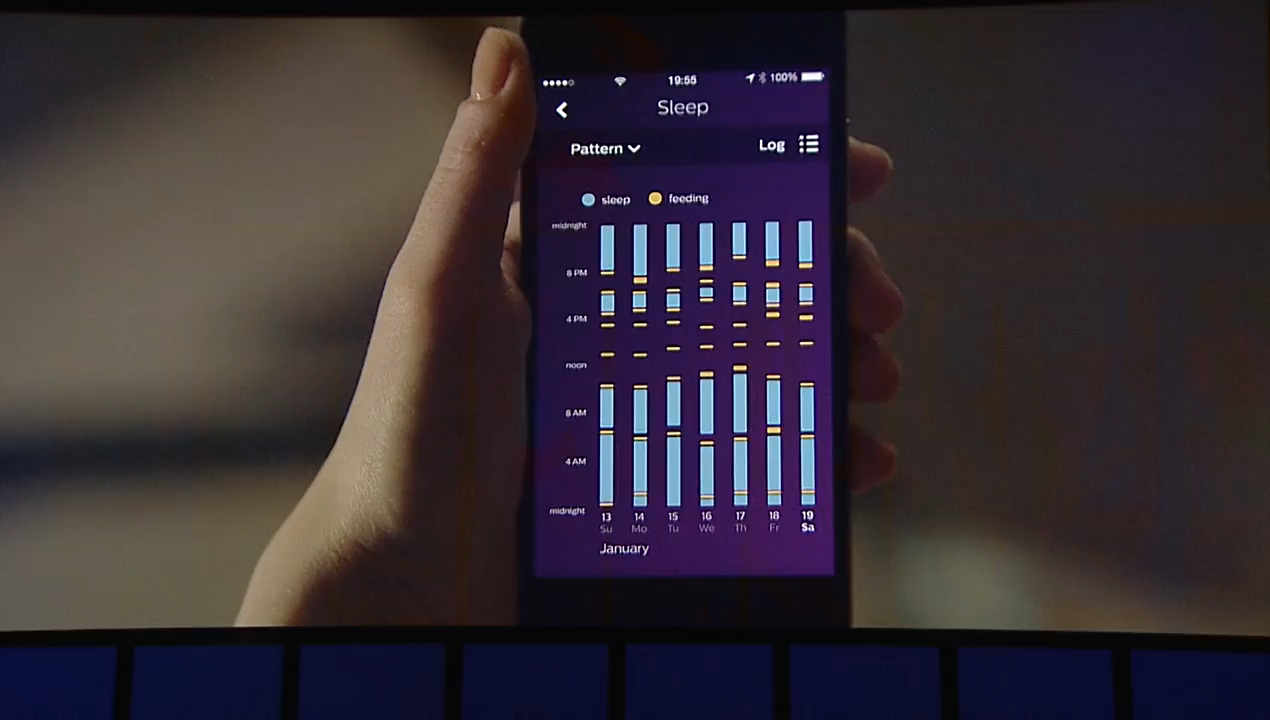 19:55 100%
Sleep
Pattern Log
sleep feeding
midnight
8 PM
4 PM
noon
8 AM
4 AM
midnight
13 14 15 16 17 18 19
Su Mo Tu We Th Fr Sa
January